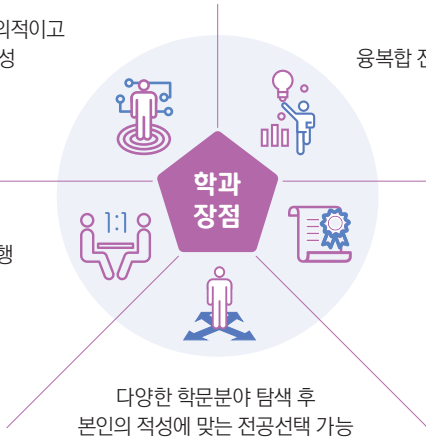 의적이고
성
융복합 전
학과
장점
1:1
행
다양한 학문분야 탐색 후
본인의 적성에 맞는 전공선택 가능